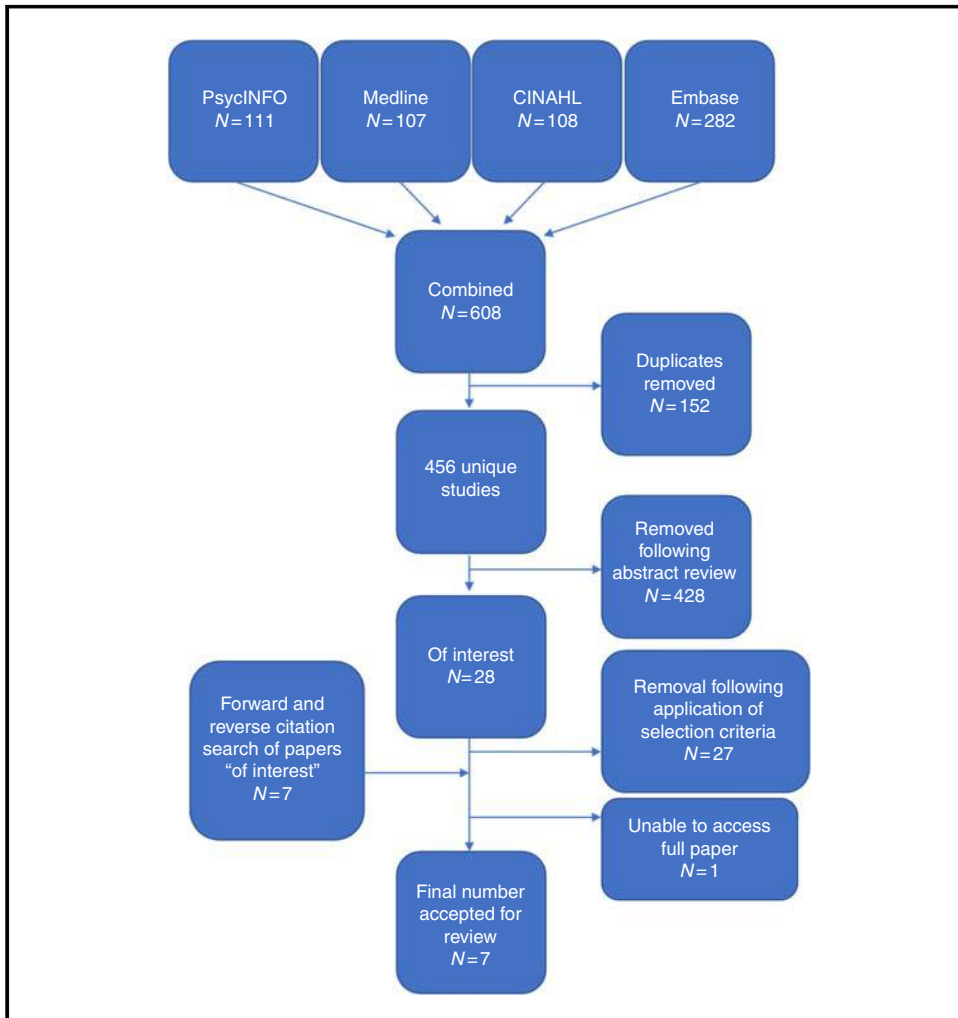 PsycINFO
N=111
Medline
N=107
CINAHL
N=108
Embase
N=282
Combined
N=608
Duplicates
removed
N=152
456 unique
studies
Removed
following
abstract review
N=428
Of interest
N=28
Forward and
reverse citation
search of papers
“of interest”
N=7
Removal following
application of
selection criteria
N=27
Unable to access
full paper
N=1
Final number
accepted for
review
N=7